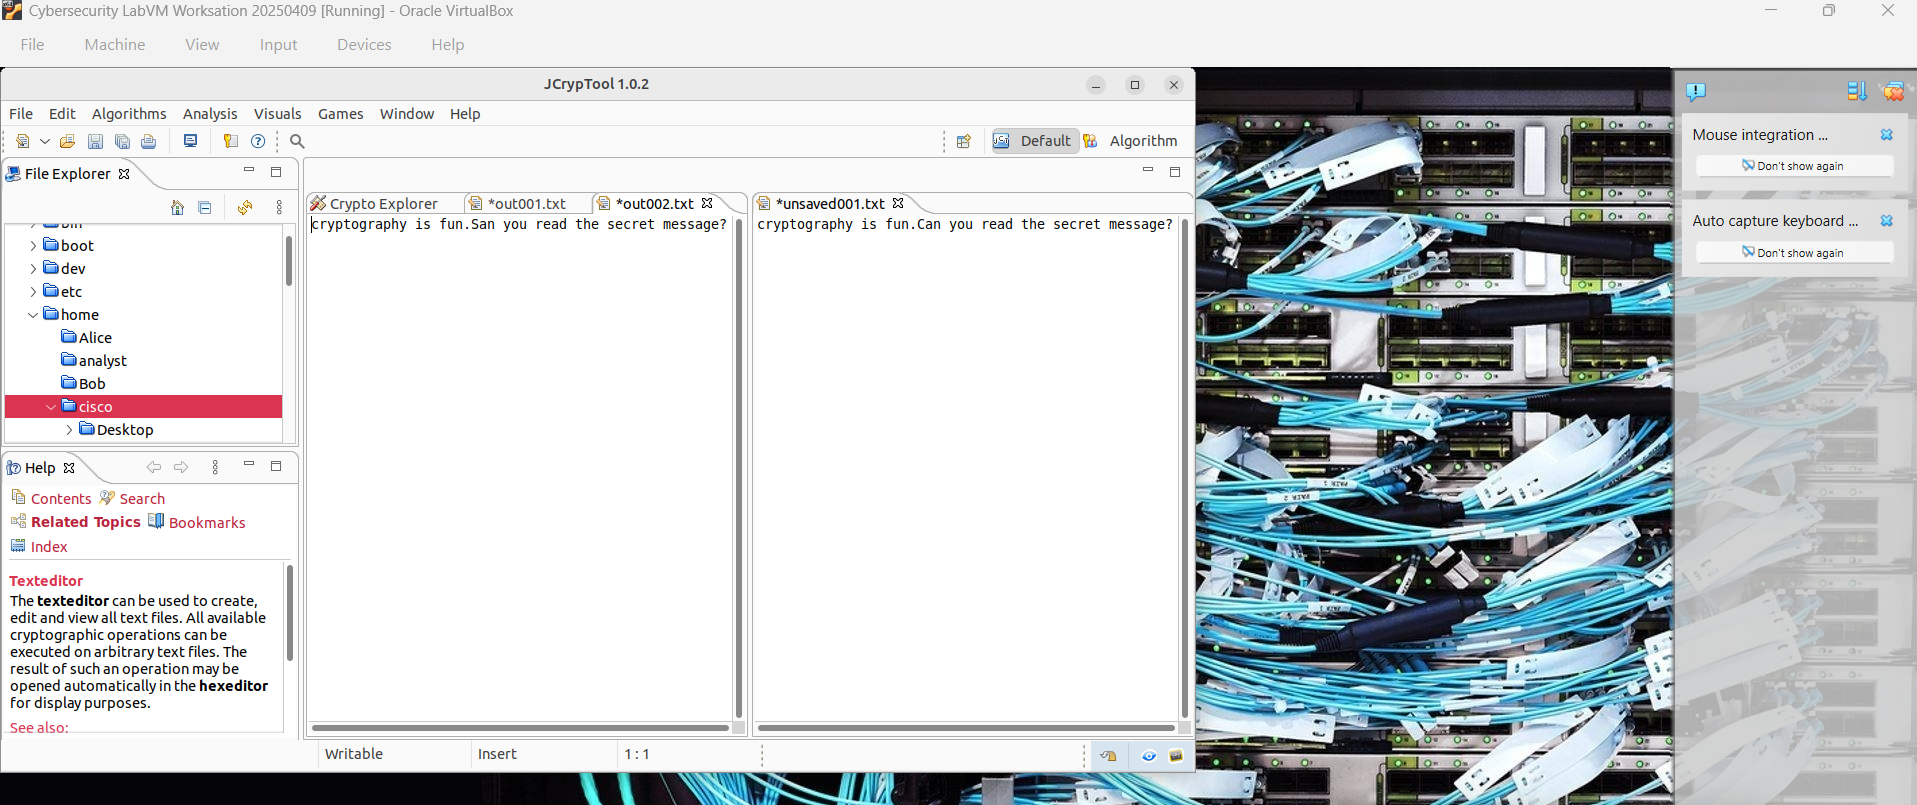 Cybersecurity LabVM Worksation 20250409 [Running] - Oracle VirtualBox
File Machine View Input Devices Help
JCrypTool 1.0.2
File Edit Algorithms Analysis Visuals Games Window Help
Default Algorithm
File Explorer
bin
boot
dev
etc
home
Alice
analyst
Bob
cisco
Desktop
Help
Contents Search
Related Topics Bookmarks
Index
Texteditor
The texteditor can be used to create,
edit and view all text files. All available
cryptographic operations can be
executed on arbitrary text files. The
result of such an operation may be
opened automatically in the hexeditor
for display purposes.
See also:
Crypto Explorer *out001.txt *out002.txt
cryptography is fun.San you read the secret message?
*unsaved001.txt
cryptography is fun.Can you read the secret message?
Writable Insert 1 : 1
Mouse integration ...
Don't show again
Auto capture keyboard ...
Don't show again